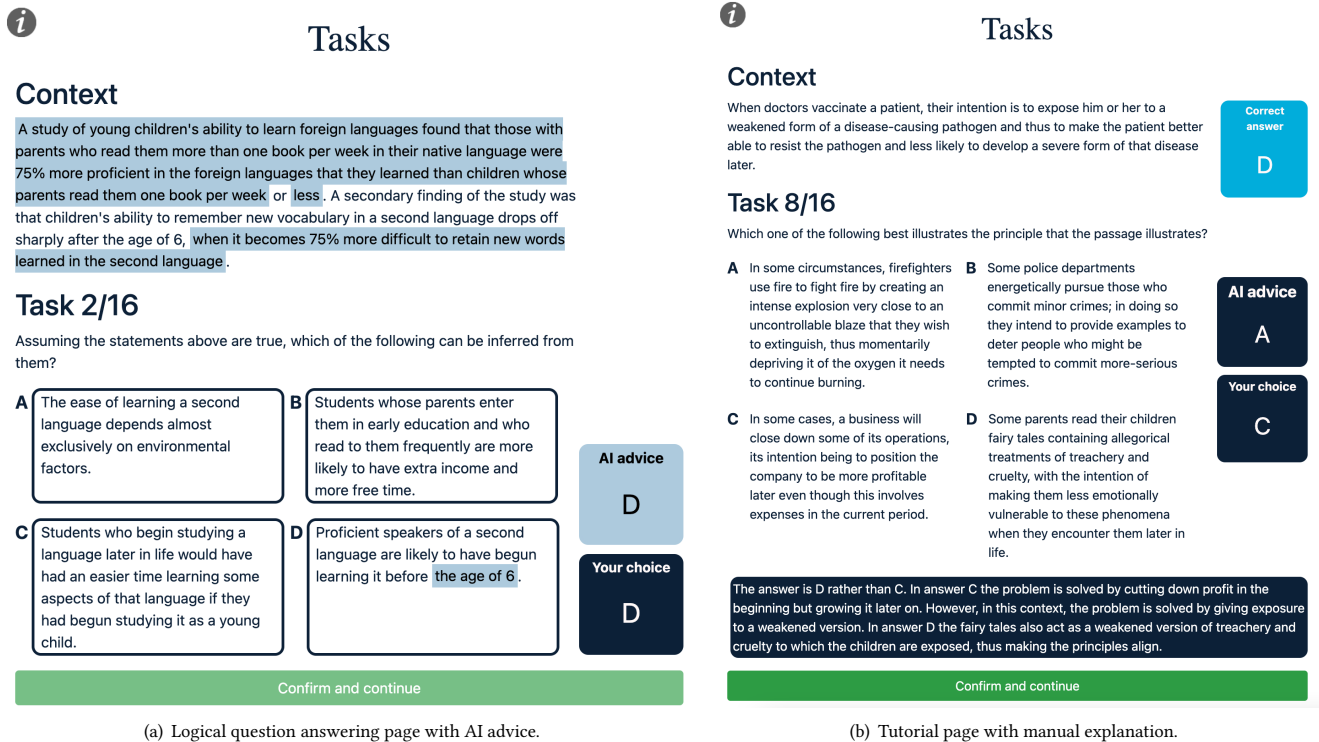 i
Tasks
Context
A study of young children's ability to learn foreign languages found that those with
parents who read them more than one book per week in their native language were
75% more proficient in the foreign languages that they learned than children whose
parents read them one book per week or less. A secondary finding of the study was
that children's ability to remember new vocabulary in a second language drops off
sharply after the age of 6, when it becomes 75% more difficult to retain new words
learned in the second language.
Task 2/16
Assuming the statements above are true, which of the following can be inferred from
them?
A
The ease of learning a second
language depends almost
exclusively on environmental
factors.
B
Students whose parents enter
them in early education and who
read to them frequently are more
likely to have extra income and
more free time.
C
Students who begin studying a
language later in life would have
had an easier time learning some
aspects of that language if they
had begun studying it as a young
child.
D
Proficient speakers of a second
language are likely to have begun
learning it before the age of 6.
AI advice
D
Your choice
D
Confirm and continue
(a) Logical question answering page with AI advice.
i
Tasks
Context
When doctors vaccinate a patient, their intention is to expose him or her to a
weakened form of a disease-causing pathogen and thus to make the patient better
able to resist the pathogen and less likely to develop a severe form of that disease
later.
Correct
answer
D
Task 8/16
Which one of the following best illustrates the principle that the passage illustrates?
A
In some circumstances, firefighters
use fire to fight fire by creating an
intense explosion very close to an
uncontrollable blaze that they wish
to extinguish, thus momentarily
depriving it of the oxygen it needs
to continue burning.
B
Some police departments
energetically pursue those who
commit minor crimes; in doing so
they intend to provide examples to
deter people who might be
tempted to commit more-serious
crimes.
C
In some cases, a business will
close down some of its operations,
its intention being to position the
company to be more profitable
later even though this involves
expenses in the current period.
D
Some parents read their children
fairy tales containing allegorical
treatments of treachery and
cruelty, with the intention of
making them less emotionally
vulnerable to these phenomena
when they encounter them later in
life.
AI advice
A
Your choice
C
The answer is D rather than C. In answer C the problem is solved by cutting down profit in the
beginning but growing it later on. However, in this context, the problem is solved by giving exposure
to a weakened version. In answer D the fairy tales also act as a weakened version of treachery and
cruelty to which the children are exposed, thus making the principles align.
Confirm and continue
(b) Tutorial page with manual explanation.